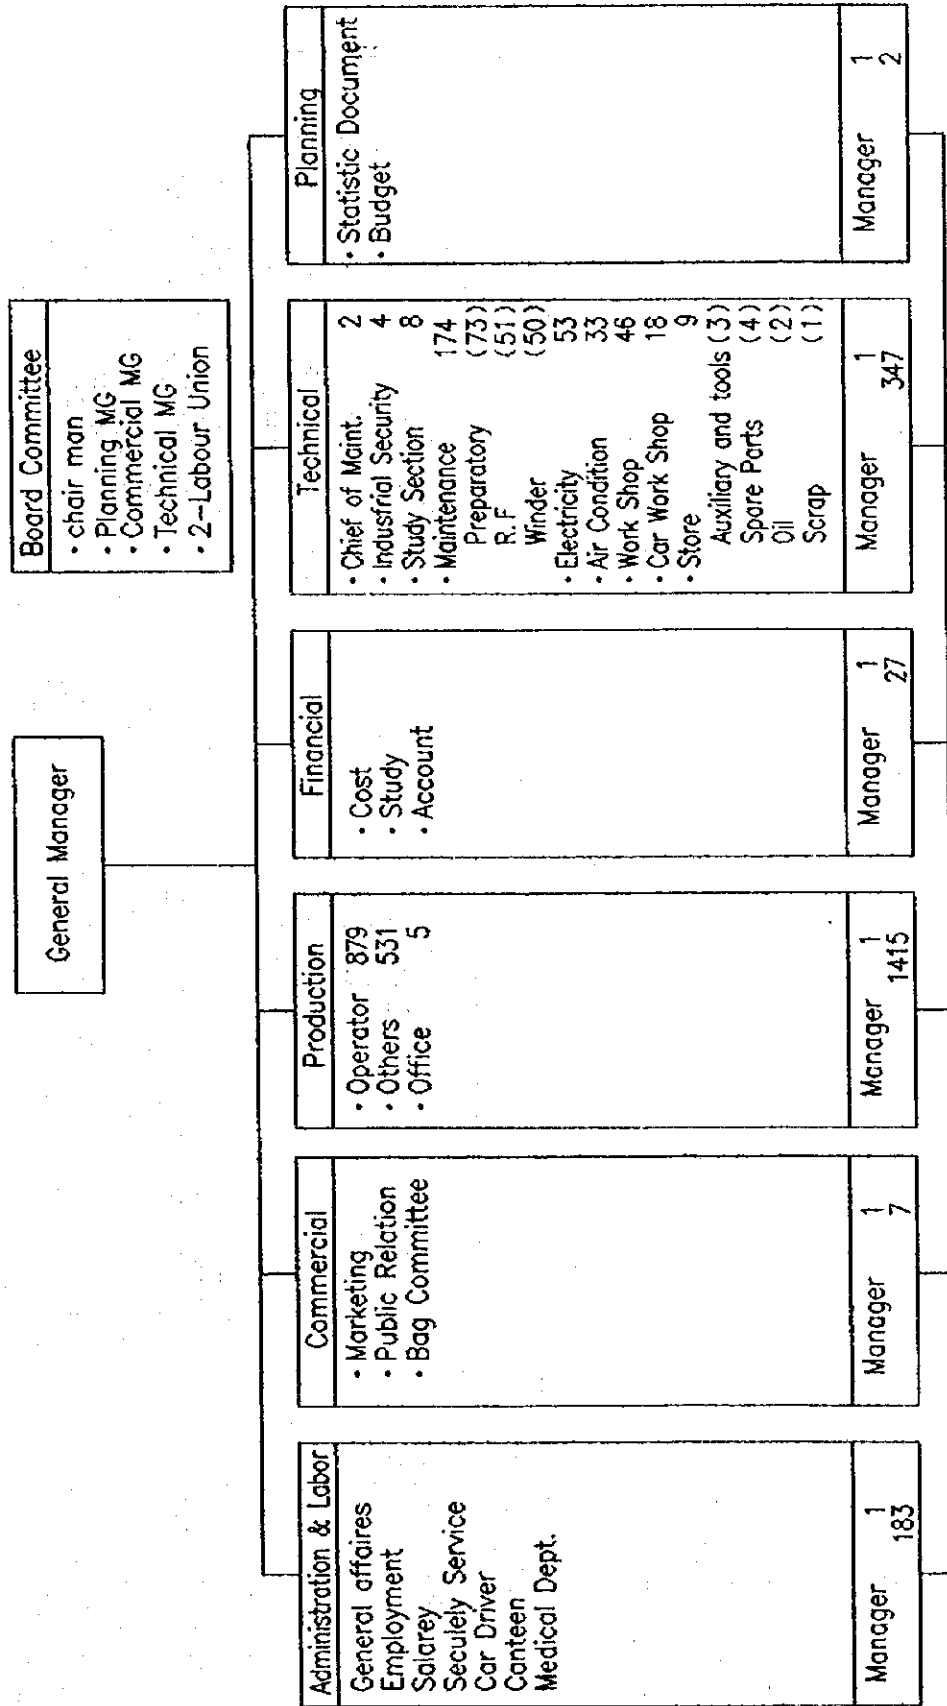 General Manager
Board Committee
• chair man
• Planning MG
• Commercial MG
• Technical MG
• 2-Labour Union
Administration & Labor
General affaires
Employment
Salarey
Seculely Service
Car Driver
Canteen
Medical Dept.
Manager 1
183
Commercial
• Marketing
• Public Relation
• Bag Committee
Manager 1
7
Production
• Operator 879
• Others 531
• Office 5
Manager 1
1415
Financial
• Cost
• Study
• Account
Manager 1
27
Technical
• Chief of Maint. 2
• Indusfrial Security 4
• Study Section 8
• Maintenance 174
Preparatory (73)
R.F (51)
Winder (50)
• Electricity 53
• Air Condition 33
• Work Shop 46
• Car Work Shop 18
• Store 9
Auxiliary and tools (3)
Spare Parts (4)
Oil (2)
Scrap (1)
Manager 1
347
Planning
• Statistic Document
• Budget
Manager 1
2